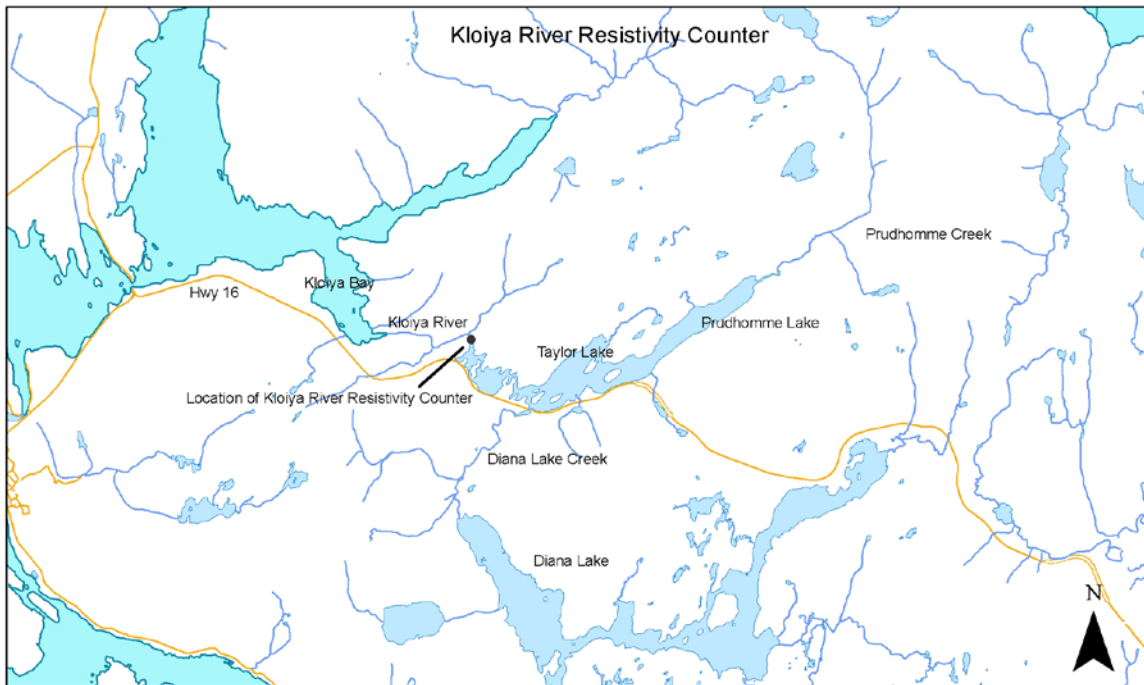 Kloiya River Resistivity Counter
Prudhomme Creek
Kloiya Bay
Hwy 16
Kloiya River
Prudhomme Lake
Taylor Lake
Location of Kloiya River Resistivity Counter
Diana Lake Creek
Diana Lake
N